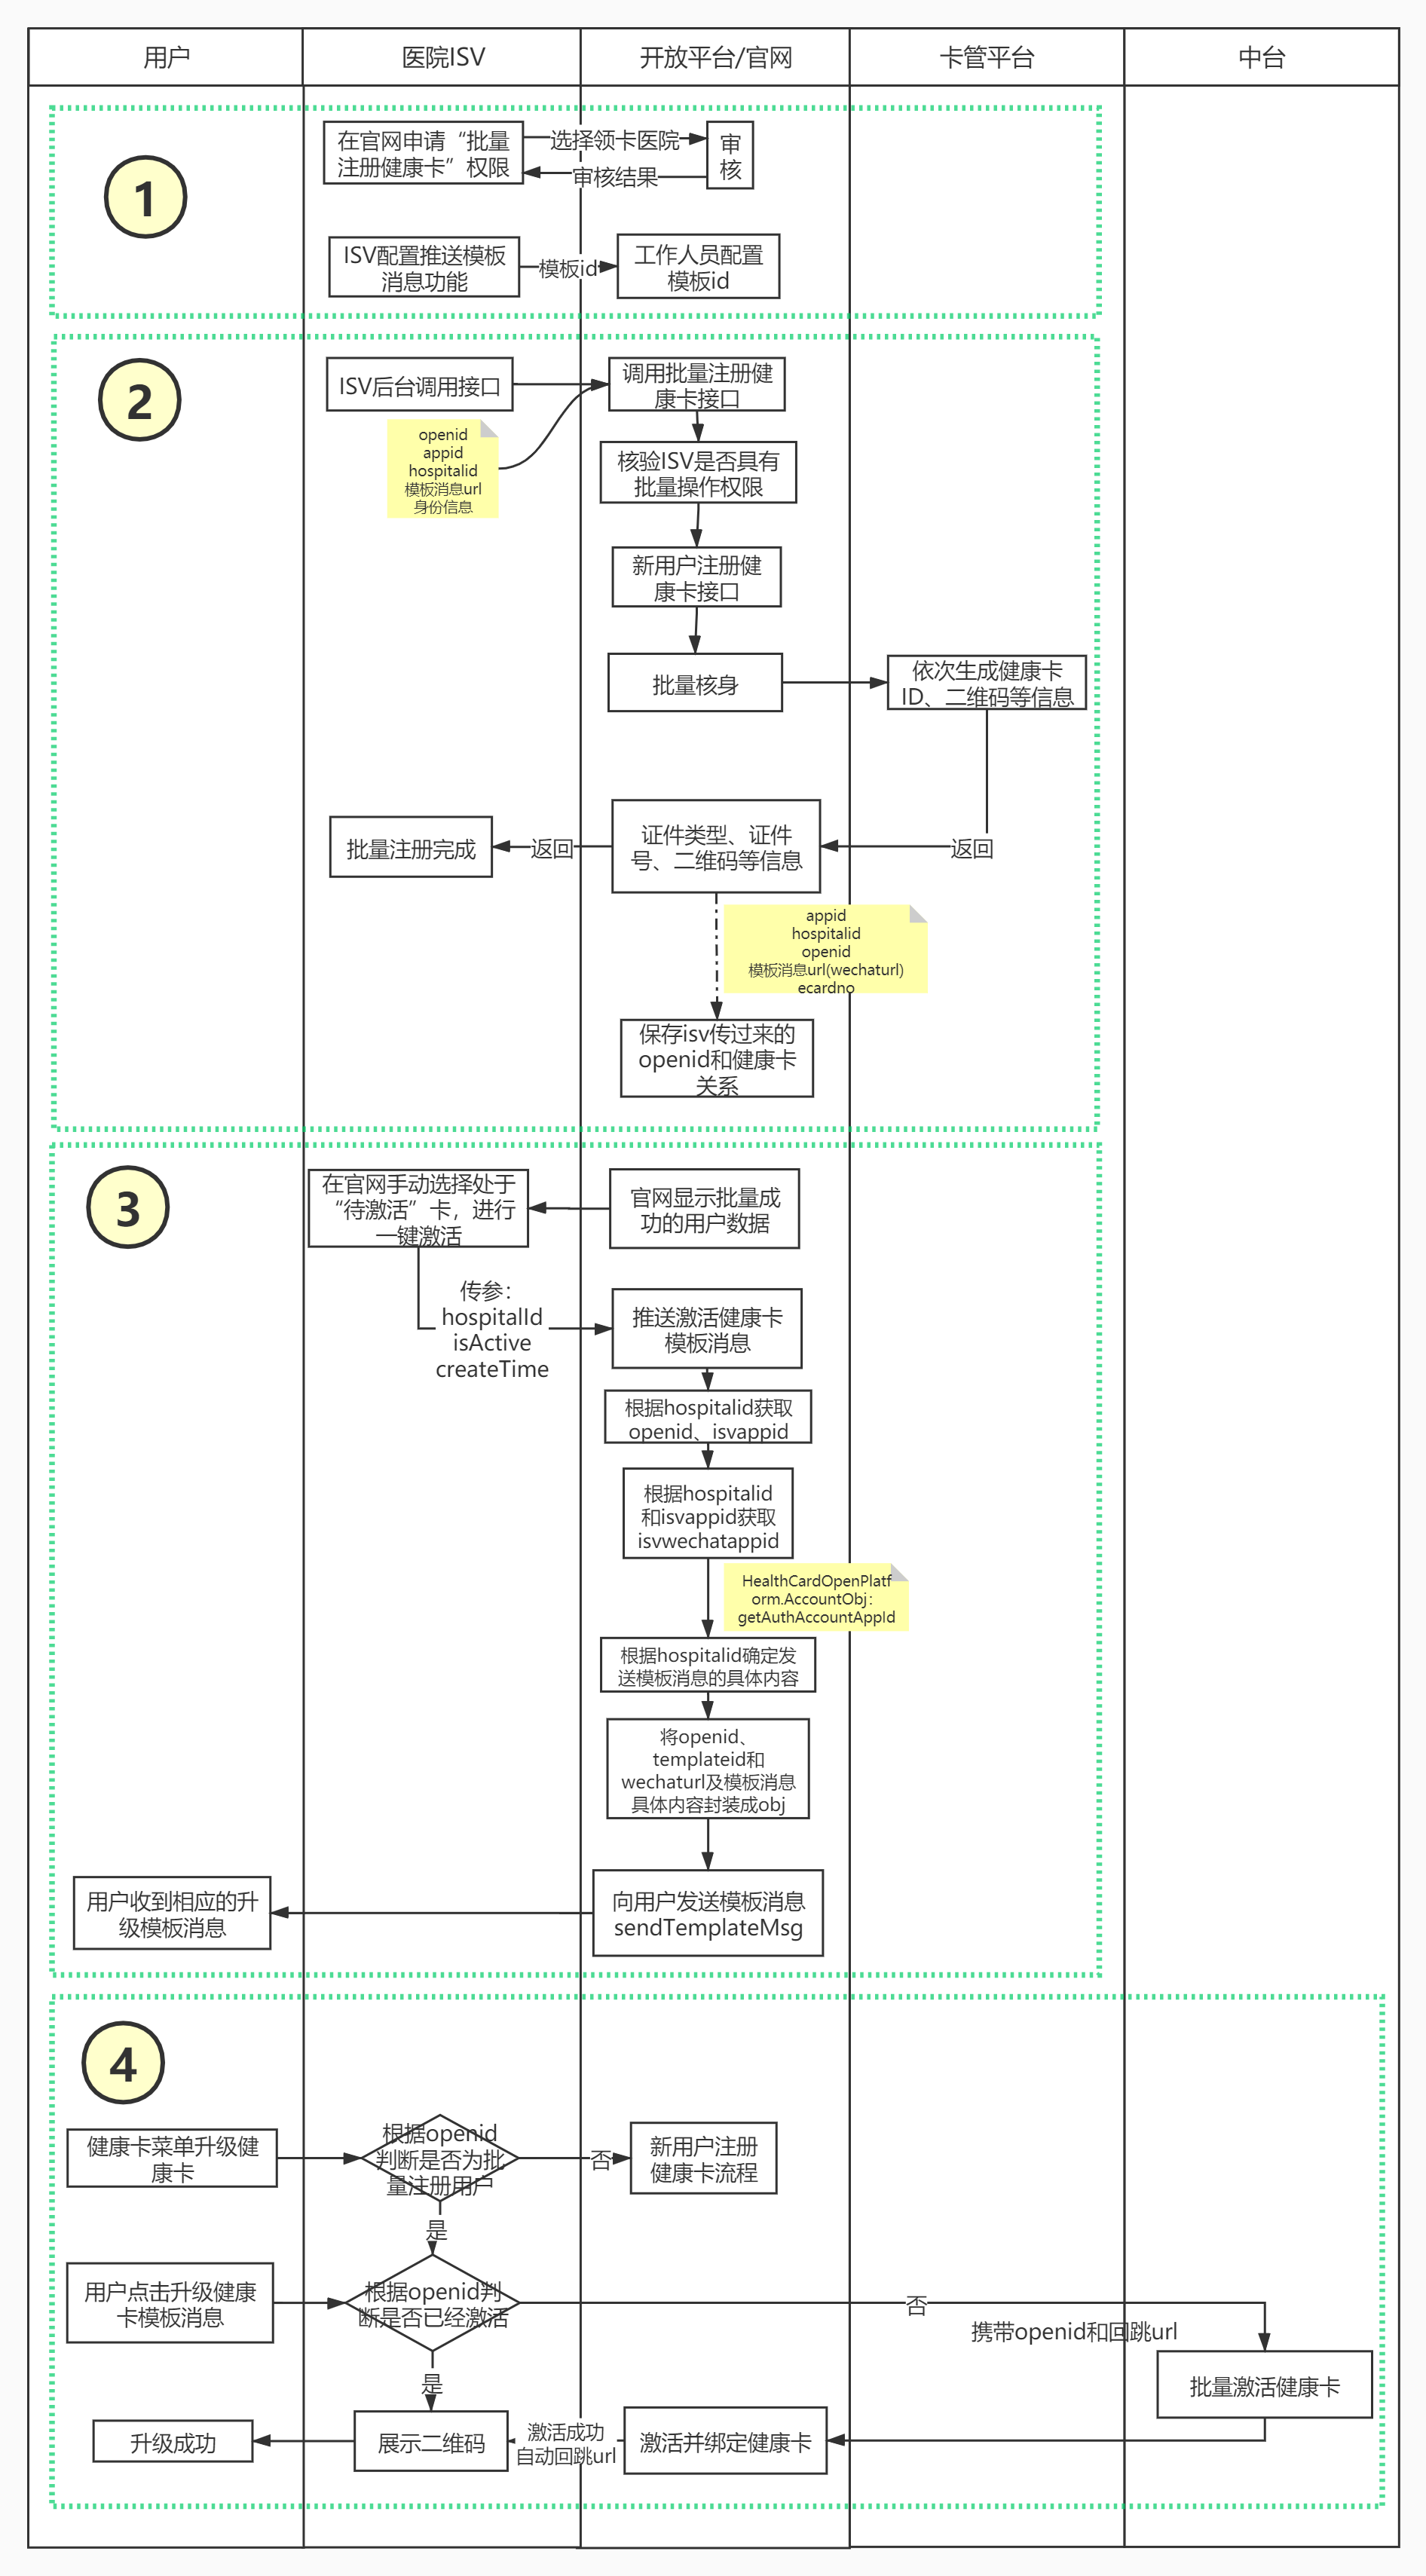 用户
医院ISV
开放平台/官网
卡管平台
中台
1
在官网申请“批量
注册健康卡”权限
选择领卡医院
审
核
审核结果
ISV配置推送模板
消息功能
模板id
工作人员配置
模板id
2
ISV后台调用接口
调用批量注册健
康卡接口
openid
appid
hospitalid
模板消息url
身份信息
核验ISV是否具有
批量操作权限
新用户注册健
康卡接口
批量核身
依次生成健康卡
ID、二维码等信息
批量注册完成
返回
证件类型、证件
号、二维码等信息
返回
appid
hospitalid
openid
模板消息url(wechaturl)
ecardno
保存isv传过来的
openid和健康卡
关系
3
在官网手动选择处于
“待激活”卡，进行
一键激活
官网显示批量成
功的用户数据
传参：
hospitalId
isActive
createTime
推送激活健康卡
模板消息
根据hospitalid获取
openid、isvappid
根据hospitalid
和isvappid获取
isvwechatappid
HealthCardOpenPlatf
orm.AccountObj：
getAuthAccountAppId
根据hospitalid确定发
送模板消息的具体内容
将openid、
templateid和
wechaturl及模板消息
具体内容封装成obj
用户收到相应的升
级模板消息
向用户发送模板消息
sendTemplateMsg
4
健康卡菜单升级健
康卡
根据openid
判断是否为批
量注册用户
否
新用户注册
健康卡流程
是
用户点击升级健康
卡模板消息
根据openid判
断是否已经激活
否
携带openid和回跳url
批量激活健康卡
是
升级成功
展示二维码
激活成功
自动回跳url
激活并绑定健康卡